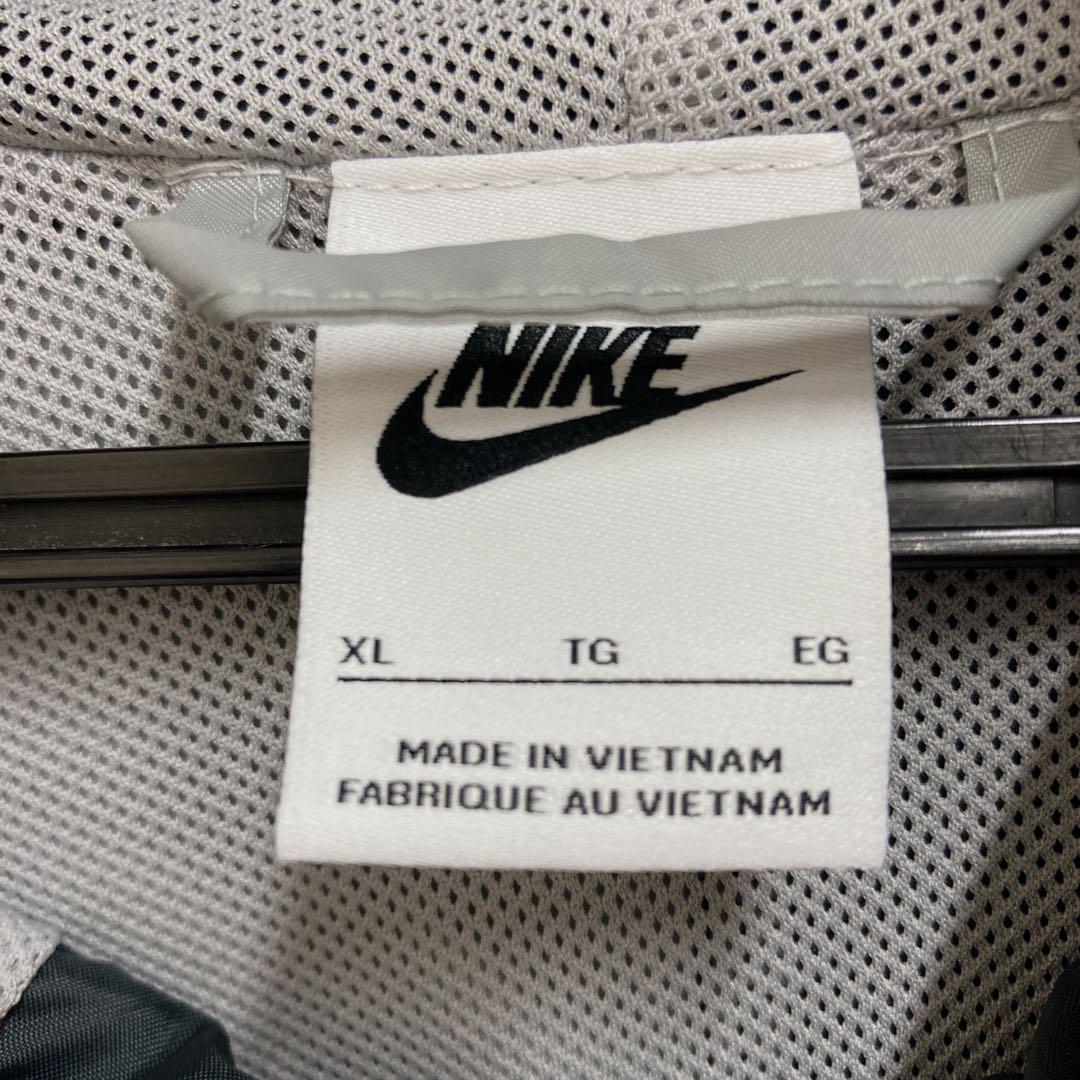 NIKE
XL TG EG
MADE IN VIETNAM
FABRIQUE AU VIETNAM